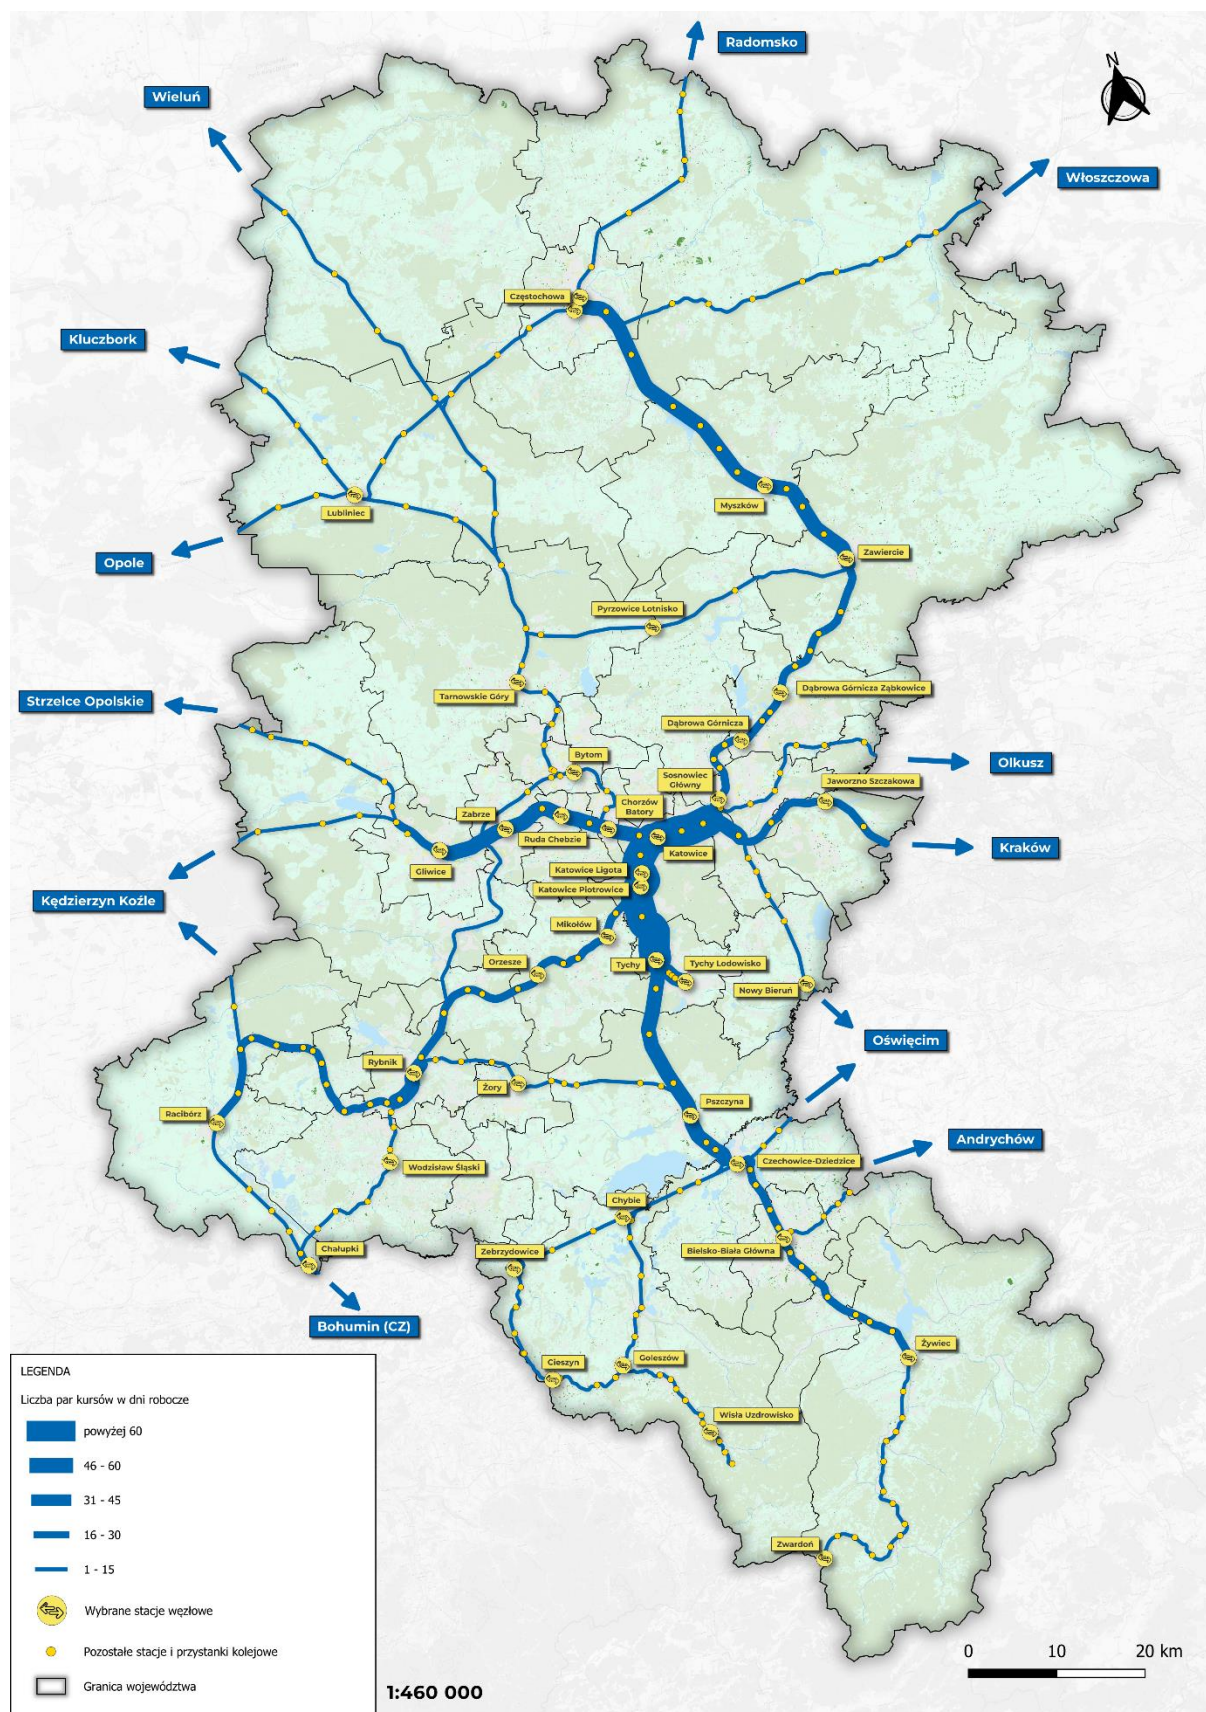 Radomsko
N
Wieluń
Włoszczowa
Częstochowa
Kluczbork
Myszków
Lubliniec
Opole
Zawiercie
Pyrzowice Lotnisko
Tarnowskie Góry
Dąbrowa Górnicza Ząbkowice
Strzelce Opolskie
Dąbrowa Górnicza
Bytom
Olkusz
Sosnowiec
Główny
Jaworzno Szczakowa
Chorzów
Batory
Zabrze
Ruda Chebzie
Katowice
Kraków
Gliwice
Katowice Ligota
Katowice Piotrowice
Kędzierzyn Koźle
Mikołów
Orzesze
Tychy
Tychy Lodowisko
Nowy Bieruń
Oświęcim
Rybnik
Żory
Racibórz
Pszczyna
Andrychów
Wodzisław Śląski
Czechowice-Dziedzice
Chybie
Chałupki
Zebrzydowice
Bielsko-Biała Główna
Bohumin (CZ)
Żywiec
Cieszyn
Goleszów
Wisła Uzdrowisko
Zwardoń
LEGENDA
Liczba par kursów w dni robocze
powyżej 60
46 - 60
31 - 45
16 - 30
1 - 15
Wybrane stacje węzłowe
Pozostałe stacje i przystanki kolejowe
Granica województwa
1:460 000
0 10 20 km